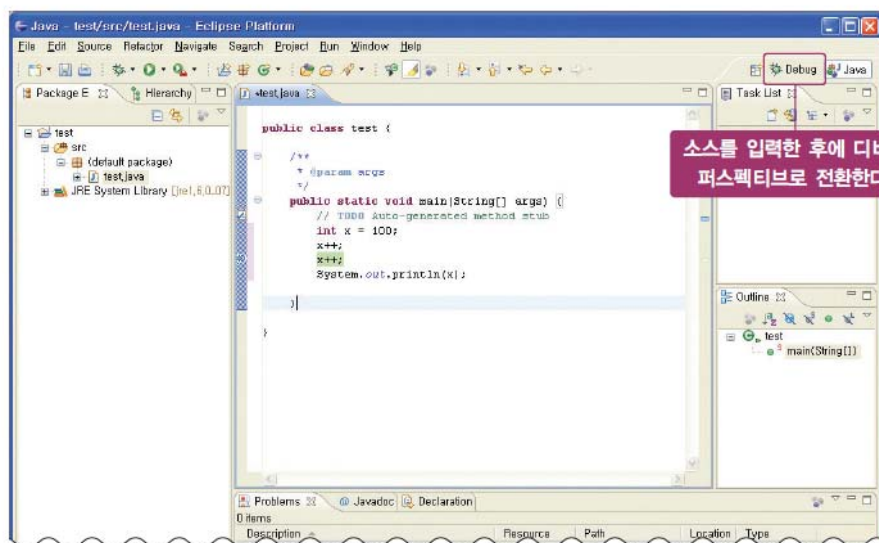 Java - test/src/test.java - Eclipse Platform
File Edit Source Refactor Navigate Search Project Run Window Help
Debug Java
Package E Hierarchy
test.java
Task List
test
src
(default package)
test.java
JRE System Library [jre1.6.0_07]
public class test {
/**
* @param args
*/
public static void main(String[] args) {
// TODO Auto-generated method stub
int x = 100;
x++;
x++;
System.out.println(x);
}
}
소스를 입력한 후에 디버
퍼스펙티브로 전환한다
Outline
test
main(String[])
Problems Javadoc Declaration
0 items
Description Resource Path Location Type